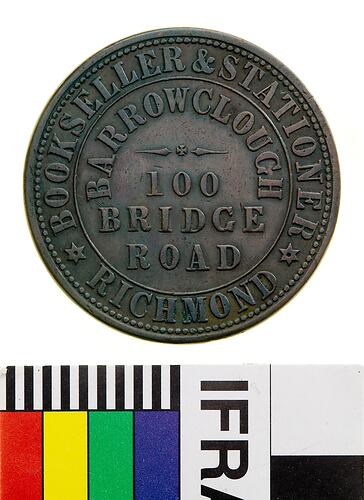 BOOKSELLER & STATIONER
BARROWCLOUGH
100
BRIDGE
ROAD
RICHMOND
IFRA